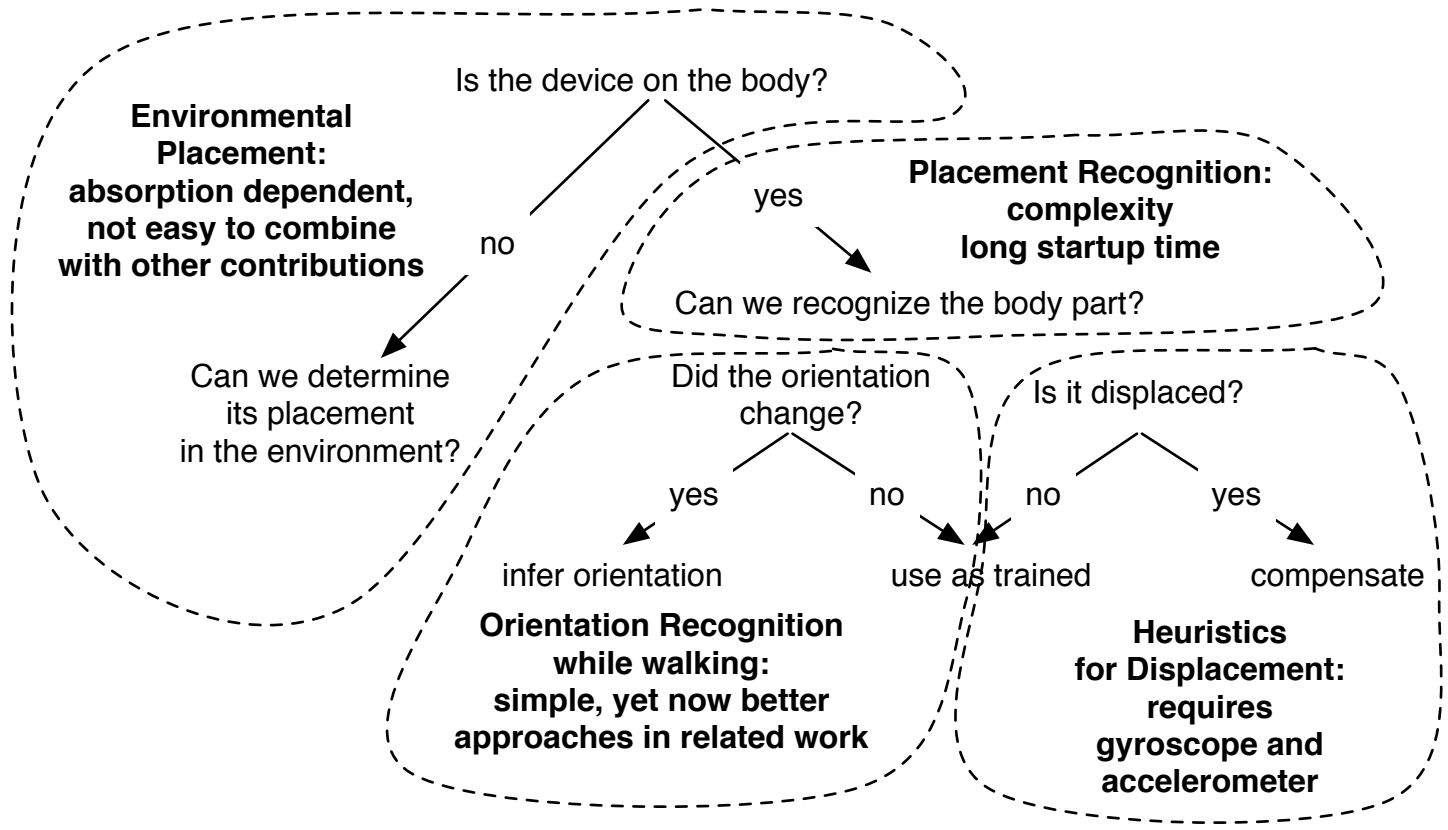 Is the device on the body?
Environmental
Placement:
absorption dependent,
not easy to combine
with other contributions
no
Can we determine
its placement
in the environment?
yes
Placement Recognition:
complexity
long startup time
Can we recognize the body part?
Did the orientation
change?
yes
no
infer orientation
use as trained
Orientation Recognition
while walking:
simple, yet now better
approaches in related work
Is it displaced?
no
yes
compensate
Heuristics
for Displacement:
requires
gyroscope and
accelerometer